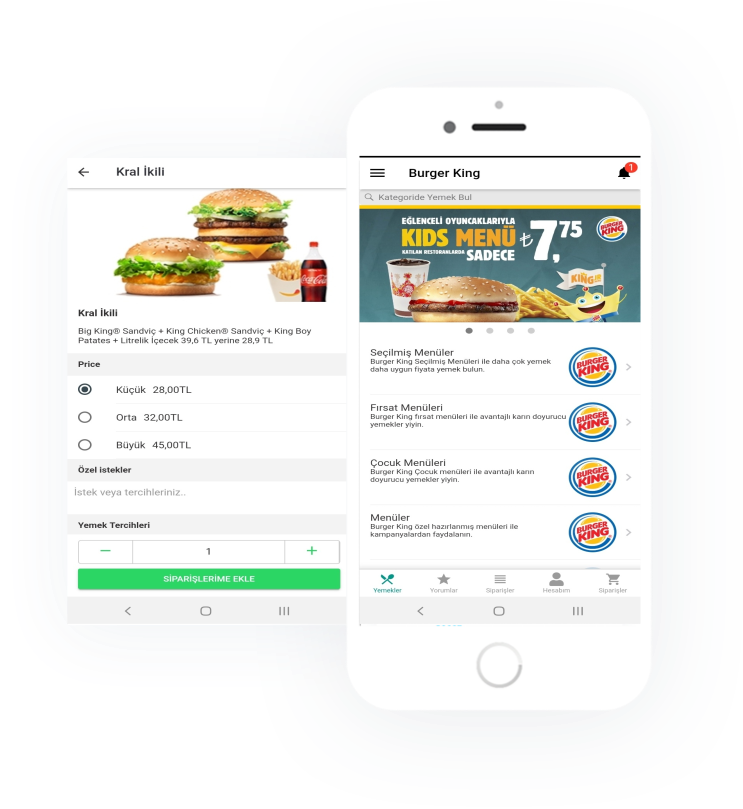 Kral İkili
Kral İkili
Big King® Sandviç + King Chicken® Sandviç + King Boy
Patates + Litrelik İçecek 39,6 TL yerine 28,9 TL
Price
Küçük 28,00TL
Orta 32,00TL
Büyük 45,00TL
Özel istekler
İstek veya tercihleriniz..
Yemek Tercihleri
− 1 +
SİPARİŞLERİME EKLE
Burger King
1
Kategoride Yemek Bul
EĞLENCELİ OYUNCAKLARIYLA
KIDS MENÜ
KATILAN RESTORANLARDA SADECE
₺7,75
BURGER KING
KING JR
Seçilmiş Menüler
Burger King Seçilmiş Menüleri ile daha çok yemek
daha uygun fiyata yemek bulun.
BURGER KING
Fırsat Menüleri
Burger King fırsat menüleri ile avantajlı karın doyurucu
yemekler yiyin.
BURGER KING
Çocuk Menüleri
Burger King Çocuk menüleri ile avantajlı karın
doyurucu yemekler yiyin.
BURGER KING
Menüler
Burger King özel hazırlanmış menüleri ile
kampanyalardan faydalanın.
BURGER KING
Yemekler Yorumlar Siparişler Hesabım Siparişler